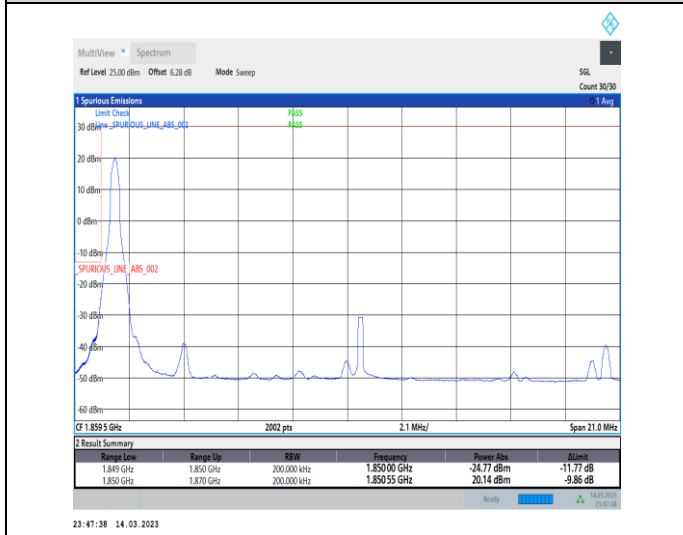 MultiView Spectrum
Ref Level 25.00 dBm Offset 6.28 dB Mode Sweep SGL
Count 30/30
1 Spurious Emissions 1 Avg
Limit Check PASS
30 dBm Line _SPURIOUS_LINE_ABS_002 PASS
20 dBm
10 dBm
0 dBm
-10 dBm
_SPURIOUS_LINE_ABS_002
-20 dBm
-30 dBm
-40 dBm
-50 dBm
-60 dBm
CF 1.859 5 GHz 2002 pts 2.1 MHz/ Span 21.0 MHz
2 Result Summary
Range Low Range Up RBW Frequency Power Abs ΔLimit
1.849 GHz 1.850 GHz 200.000 kHz 1.850 00 GHz -24.77 dBm -11.77 dB
1.850 GHz 1.870 GHz 200.000 kHz 1.850 55 GHz 20.14 dBm -9.86 dB
Ready 14.03.2023
23:47:38
23:47:38 14.03.2023